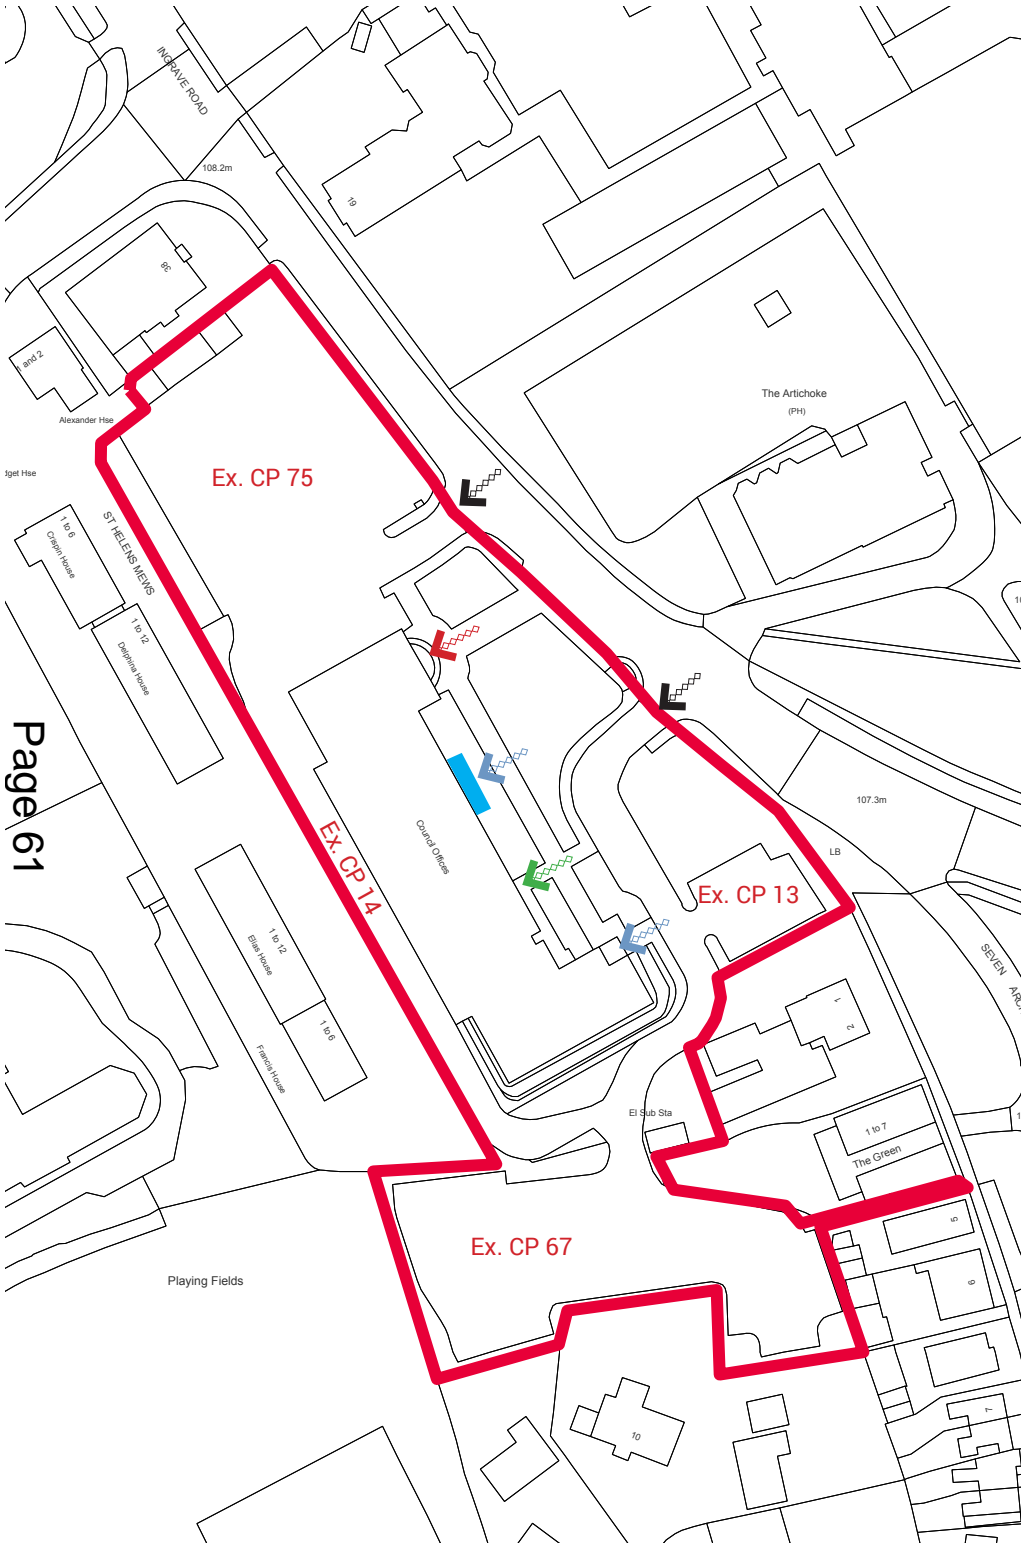 INGRAVE ROAD
108.2m
19
38
1 and 2
Alexander Hse
dget Hse
The Artichoke
(PH)
Ex. CP 75
1 to 6
Crispin House
ST HELENS MEWS
1 to 12
Delphina House
Page 61
Ex. CP 14
Council Offices
107.3m
LB
Ex. CP 13
SEVEN ARC
1 to 12
Elias House
1 to 6
Francis House
1
2
El Sub Sta
1 to 7
The Green
5
6
Ex. CP 67
Playing Fields
7
10